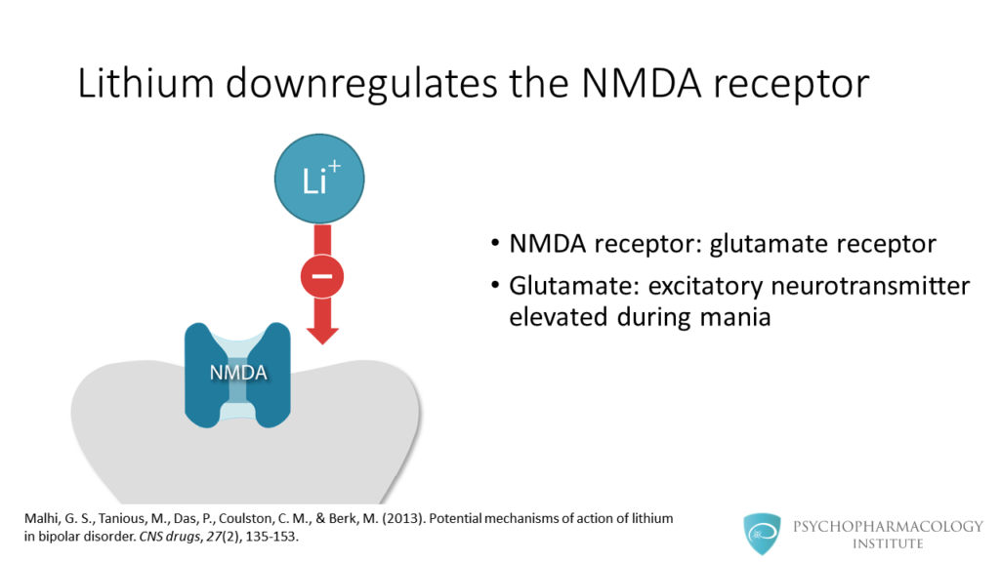 Lithium downregulates the NMDA receptor
Li+
NMDA
• NMDA receptor: glutamate receptor
• Glutamate: excitatory neurotransmitter
elevated during mania
Malhi, G. S., Tanious, M., Das, P., Coulston, C. M., & Berk, M. (2013). Potential mechanisms of action of lithium
in bipolar disorder. CNS drugs, 27(2), 135-153.
PSYCHOPHARMACOLOGY
INSTITUTE